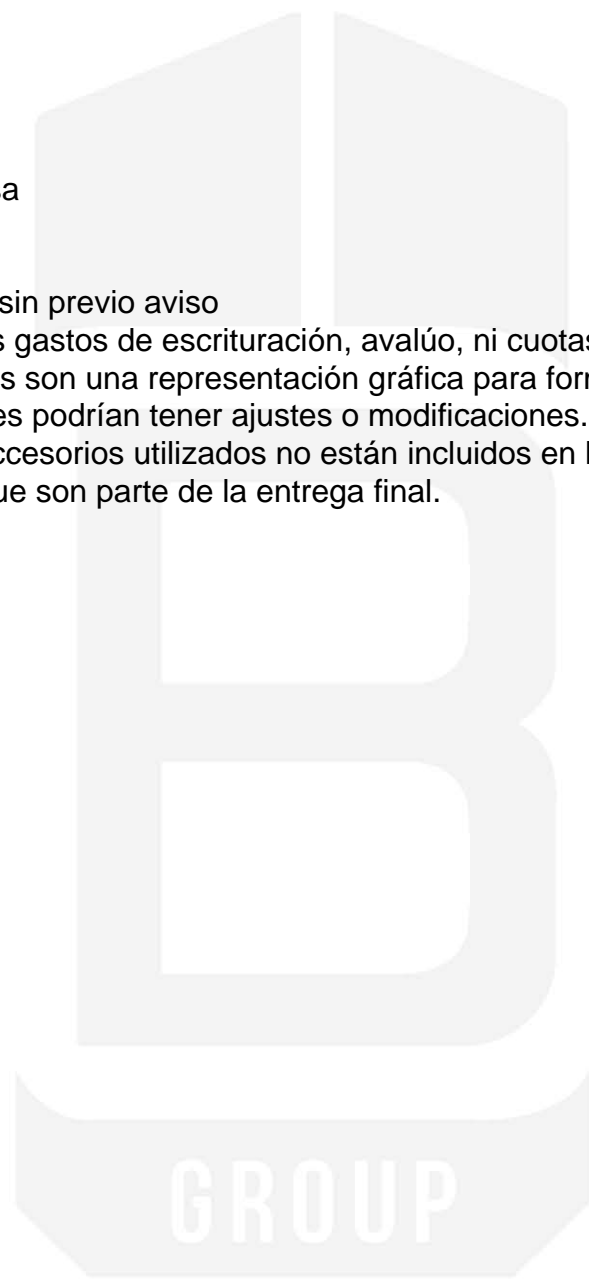 sa
sin previo aviso
s gastos de escrituración, avalúo, ni cuotas
s son una representación gráfica para for
es podrían tener ajustes o modificaciones.
ccesorios utilizados no están incluidos en l
ue son parte de la entrega final.
B
GROUP